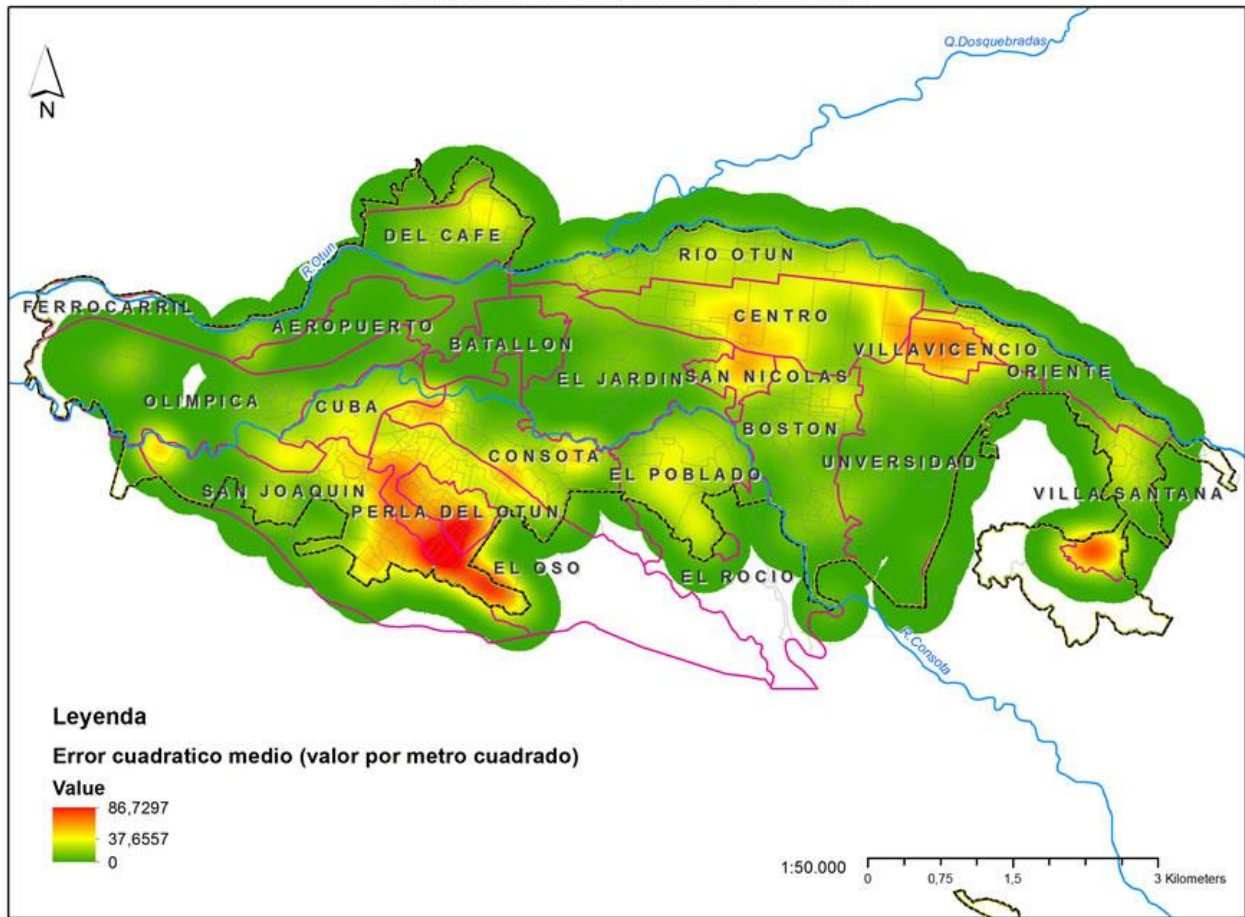 Q.Dosquebradas
N
DEL CAFE
R.Otun
RIO OTUN
FERROCARRIL
AEROPUERTO
CENTRO
BATALLON
VILLAVICENCIO
EL JARDIN
SAN NICOLAS
ORIENTE
OLIMPICA
CUBA
BOSTON
CONSOTA
UNVERSIDAD
EL POBLADO
SAN JOAQUIN
VILLA SANTANA
PERLA DEL OTUN
EL OSO
EL ROCIO
R.Consota
Leyenda
Error cuadratico medio (valor por metro cuadrado)
Value
86,7297
37,6557
0
1:50.000
0 0,75 1,5 3 Kilometers